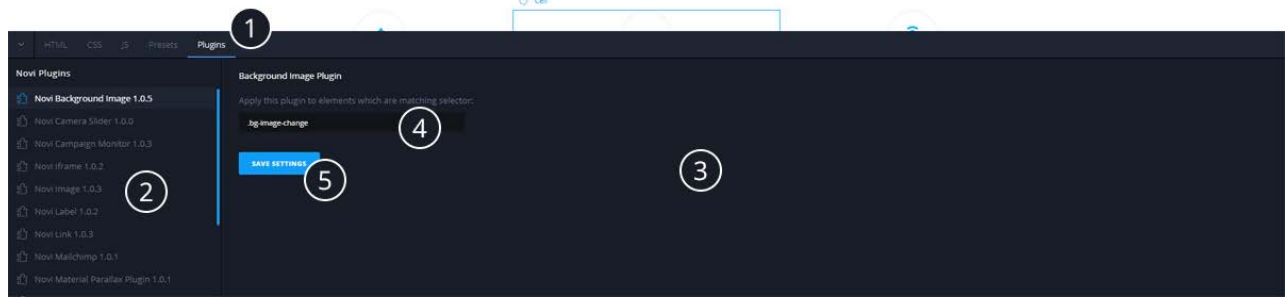 Cell
1
HTML CSS JS Presets Plugins
Novi Plugins
Novi Background Image 1.0.5
Novi Camera Slider 1.0.0
Novi Campaign Monitor 1.0.3
Novi Iframe 1.0.2
Novi Image 1.0.3
Novi Label 1.0.2
Novi Link 1.0.3
Novi Mailchimp 1.0.1
Novi Material Parallax Plugin 1.0.1
2
Background Image Plugin
Apply this plugin to elements which are matching selector:
.bg-image-change
4
SAVE SETTINGS
5
3